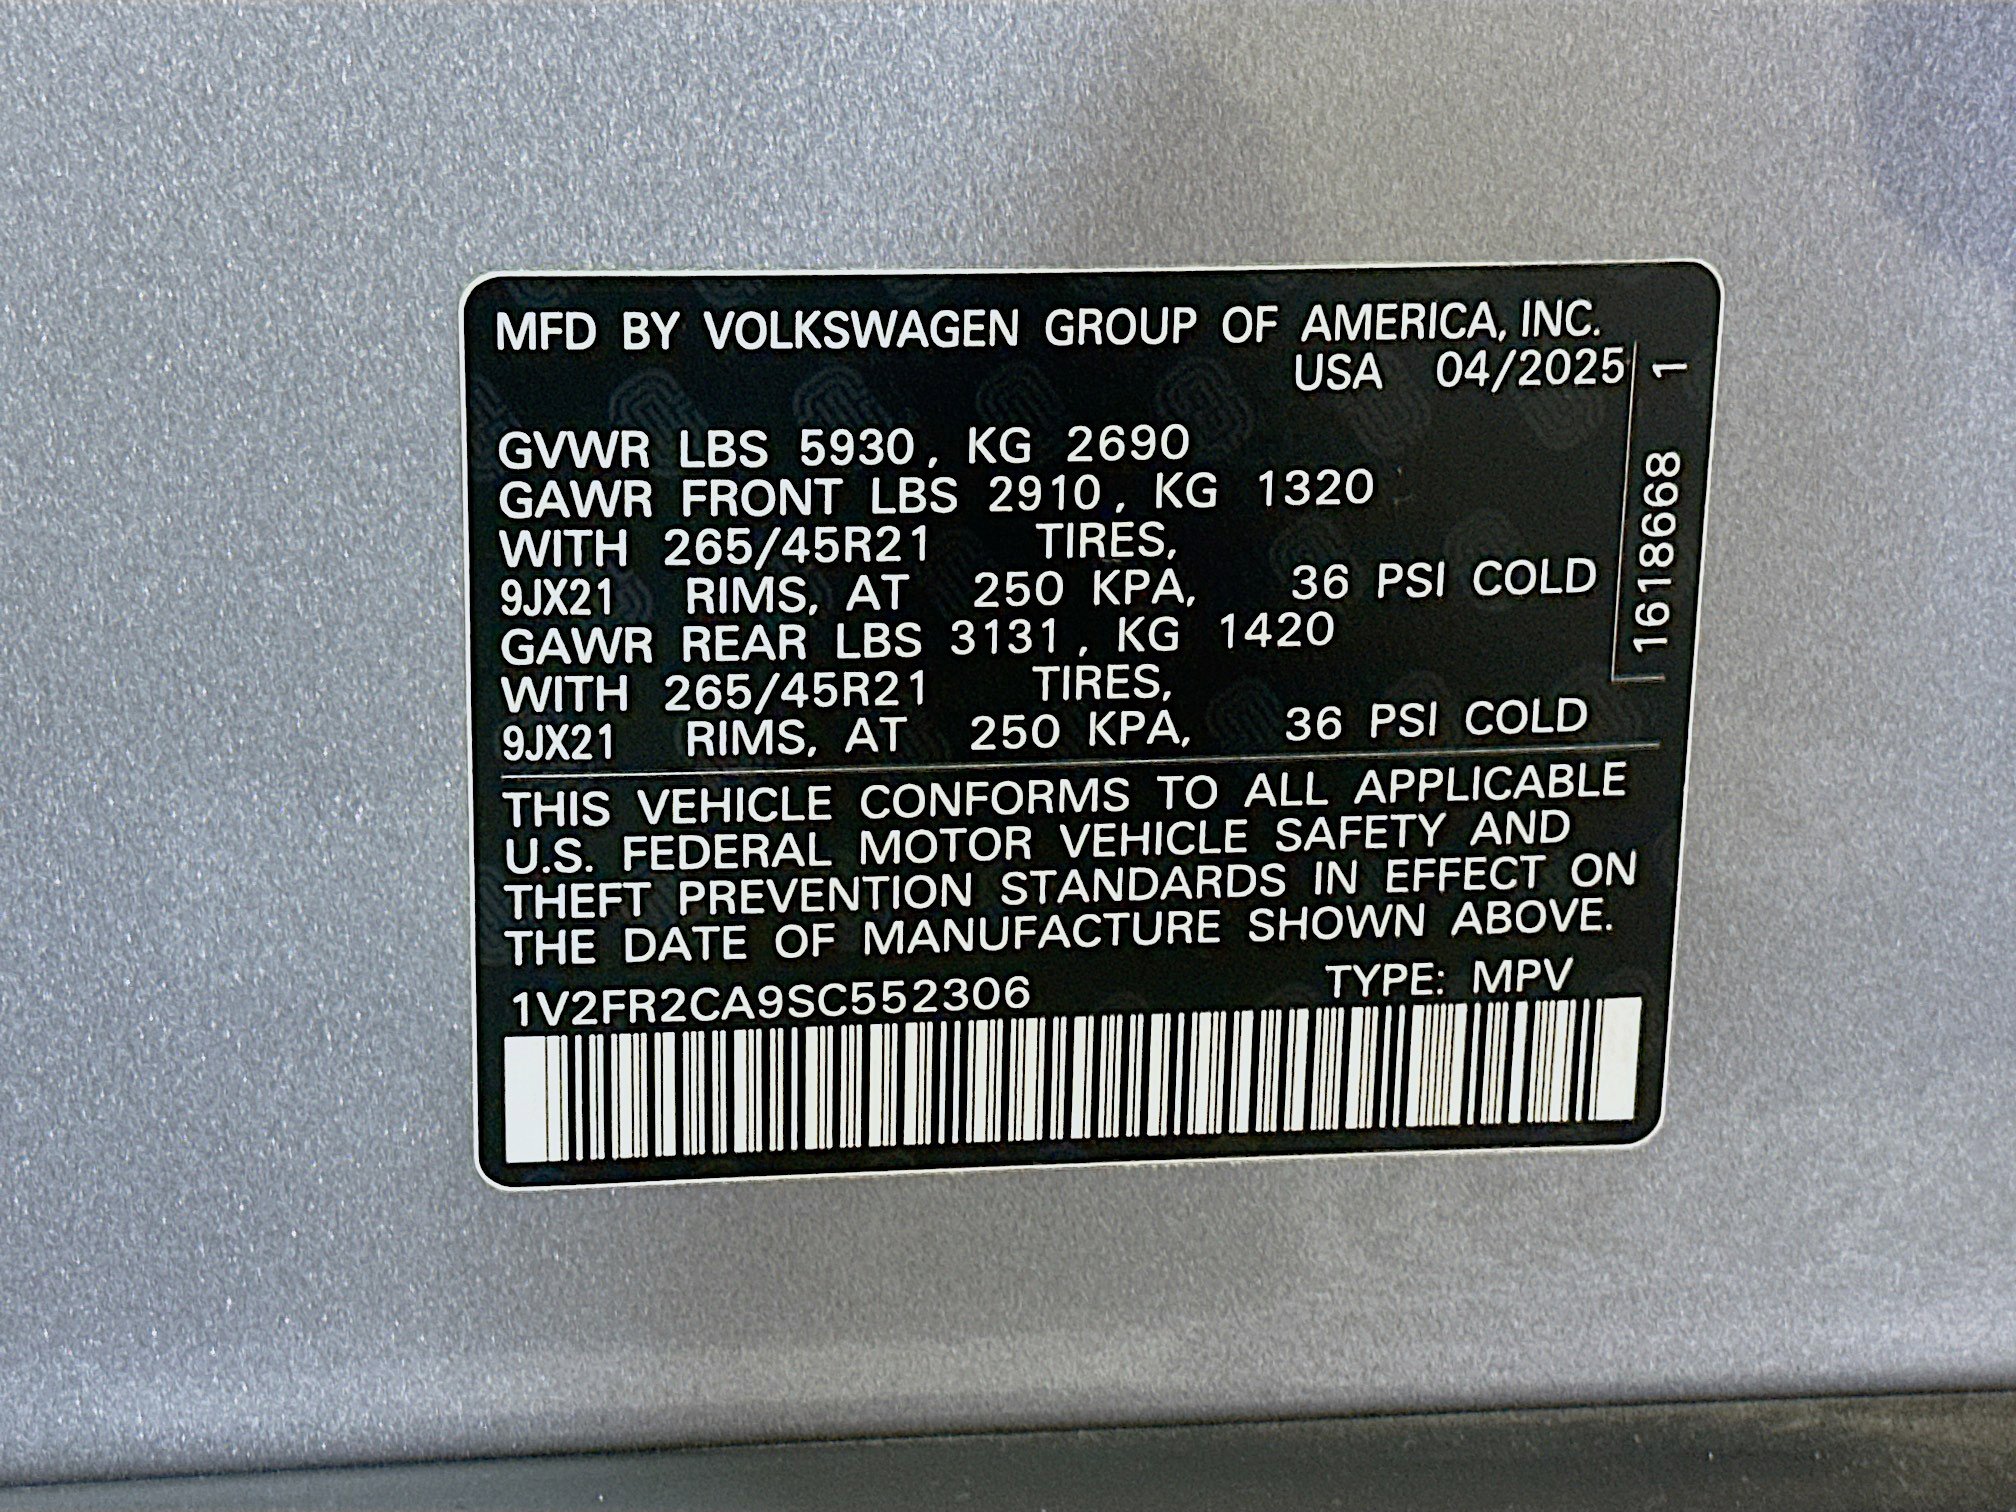 MFD BY VOLKSWAGEN GROUP OF AMERICA, INC.
USA 04/2025
GVWR LBS 5930, KG 2690
GAWR FRONT LBS 2910, KG 1320
WITH 265/45R21 TIRES,
9JX21 RIMS, AT 250 KPA, 36 PSI COLD
GAWR REAR LBS 3131, KG 1420
WITH 265/45R21 TIRES,
9JX21 RIMS, AT 250 KPA, 36 PSI COLD
1618668 1
THIS VEHICLE CONFORMS TO ALL APPLICABLE
U.S. FEDERAL MOTOR VEHICLE SAFETY AND
THEFT PREVENTION STANDARDS IN EFFECT ON
THE DATE OF MANUFACTURE SHOWN ABOVE.
1V2FR2CA9SC552306 TYPE: MPV